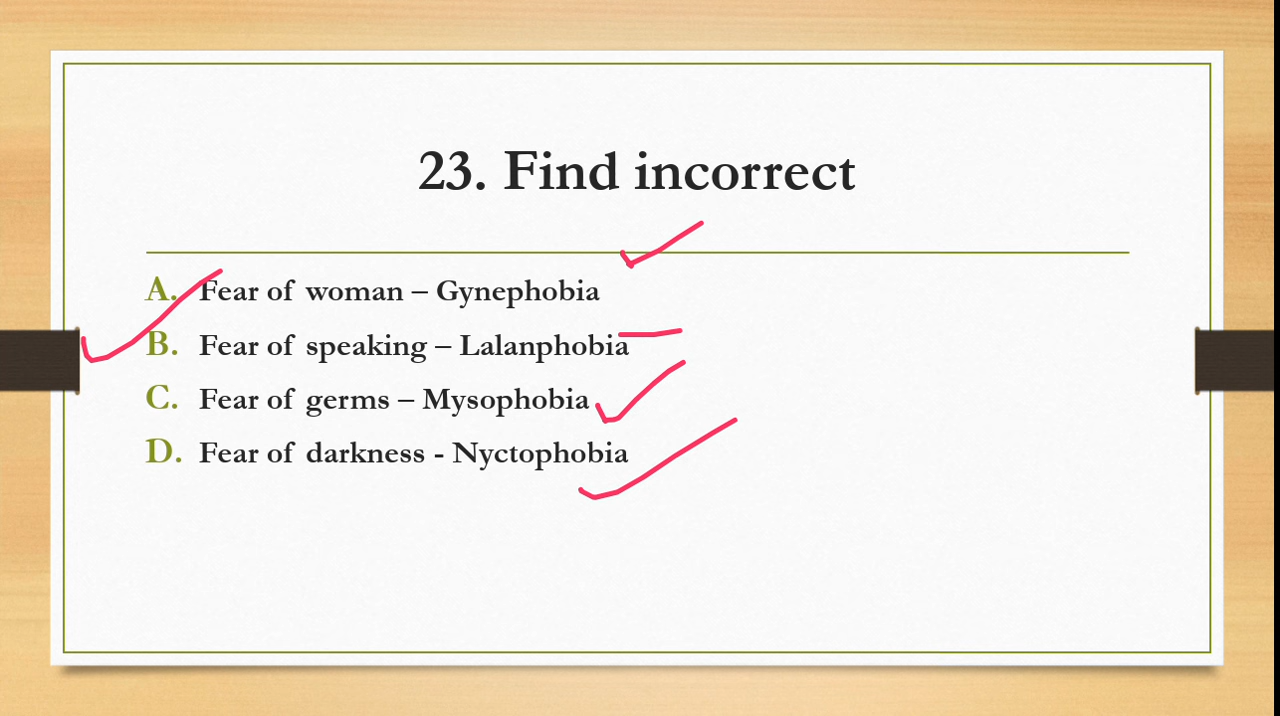 23. Find incorrect
A. Fear of woman – Gynephobia
B. Fear of speaking – Lalanphobia
C. Fear of germs – Mysophobia
D. Fear of darkness - Nyctophobia